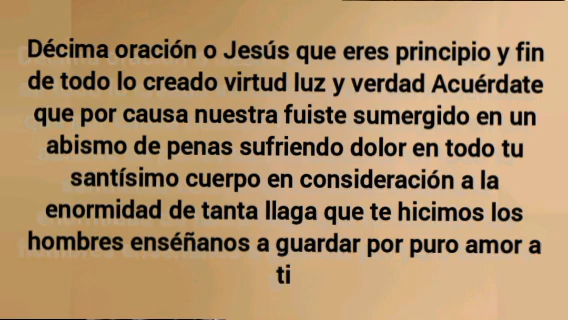 Décima oración o Jesús que eres principio y fin
de todo lo creado virtud luz y verdad Acuérdate
que por causa nuestra fuiste sumergido en un
abismo de penas sufriendo dolor en todo tu
santísimo cuerpo en consideración a la
enormidad de tanta llaga que te hicimos los
hombres enséñanos a guardar por puro amor a
ti